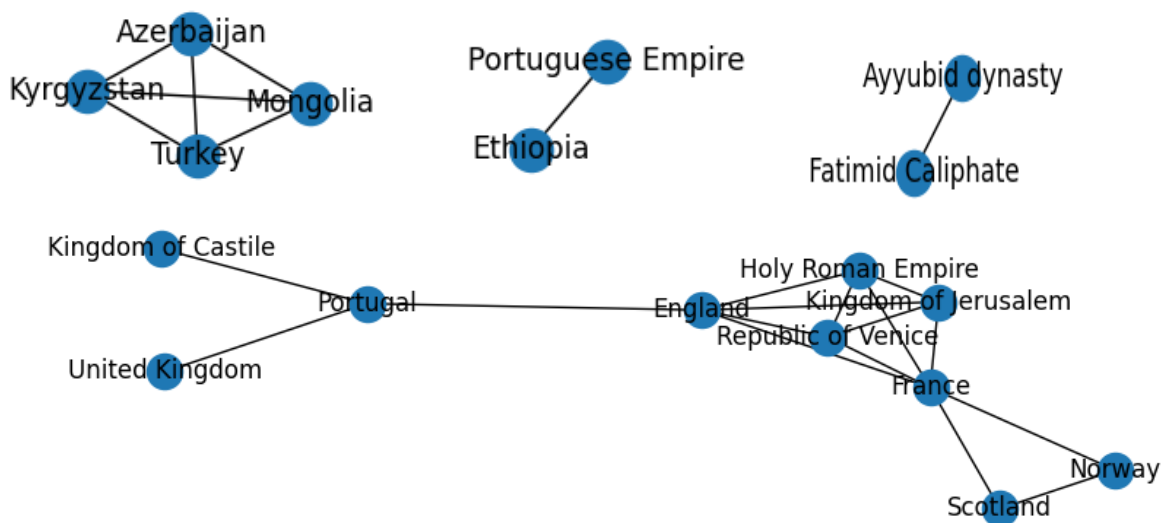 Azerbaijan
Kyrgyzstan
Mongolia
Turkey
Portuguese Empire
Ethiopia
Ayyubid dynasty
Fatimid Caliphate
Kingdom of Castile
Portugal
United Kingdom
England
Holy Roman Empire
Kingdom of Jerusalem
Republic of Venice
France
Norway
Scotland